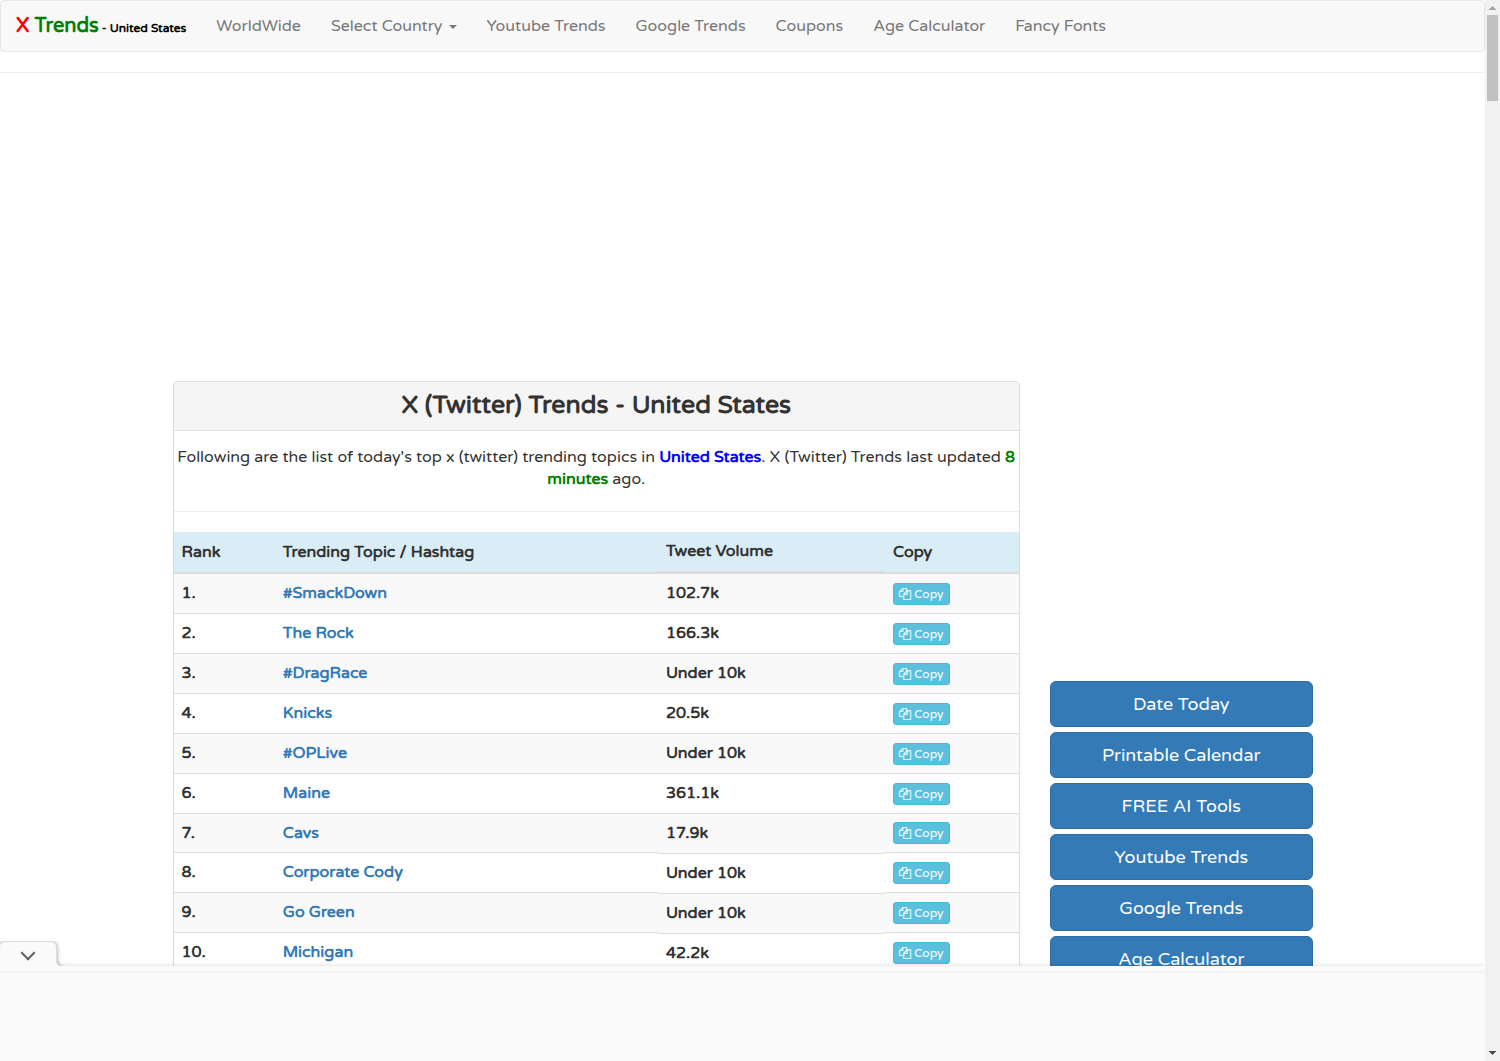 X Trends - United States WorldWide Select Country Youtube Trends Google Trends Coupons Age Calculator Fancy Fonts
X (Twitter) Trends - United States
Following are the list of today's top x (twitter) trending topics in United States. X (Twitter) Trends last updated 8
minutes ago.
Rank Trending Topic / Hashtag Tweet Volume Copy
1. #SmackDown 102.7k Copy
2. The Rock 166.3k Copy
3. #DragRace Under 10k Copy
4. Knicks 20.5k Copy
5. #OPLive Under 10k Copy
6. Maine 361.1k Copy
7. Cavs 17.9k Copy
8. Corporate Cody Under 10k Copy
9. Go Green Under 10k Copy
10. Michigan 42.2k Copy
Date Today
Printable Calendar
FREE AI Tools
Youtube Trends
Google Trends
Age Calculator